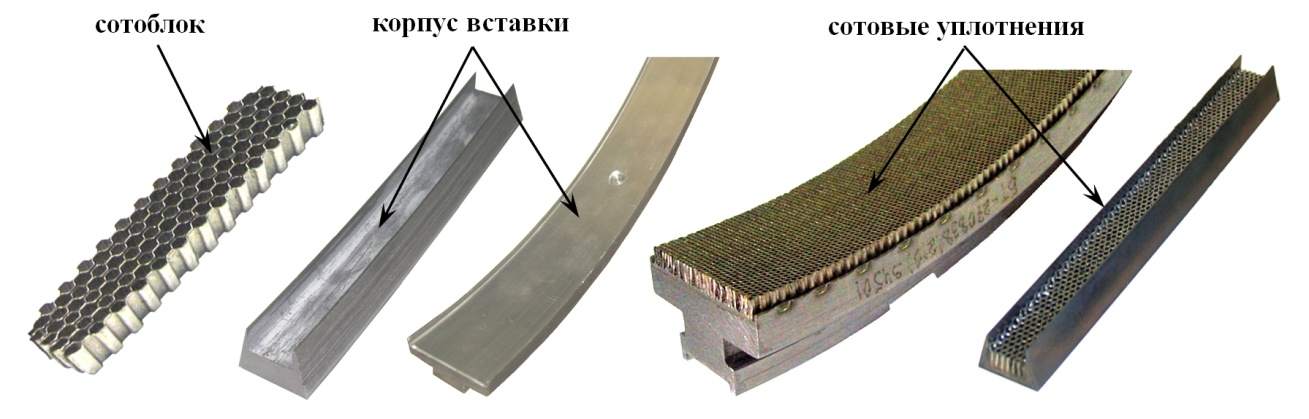 сотоблок
корпус вставки
сотовые уплотнения